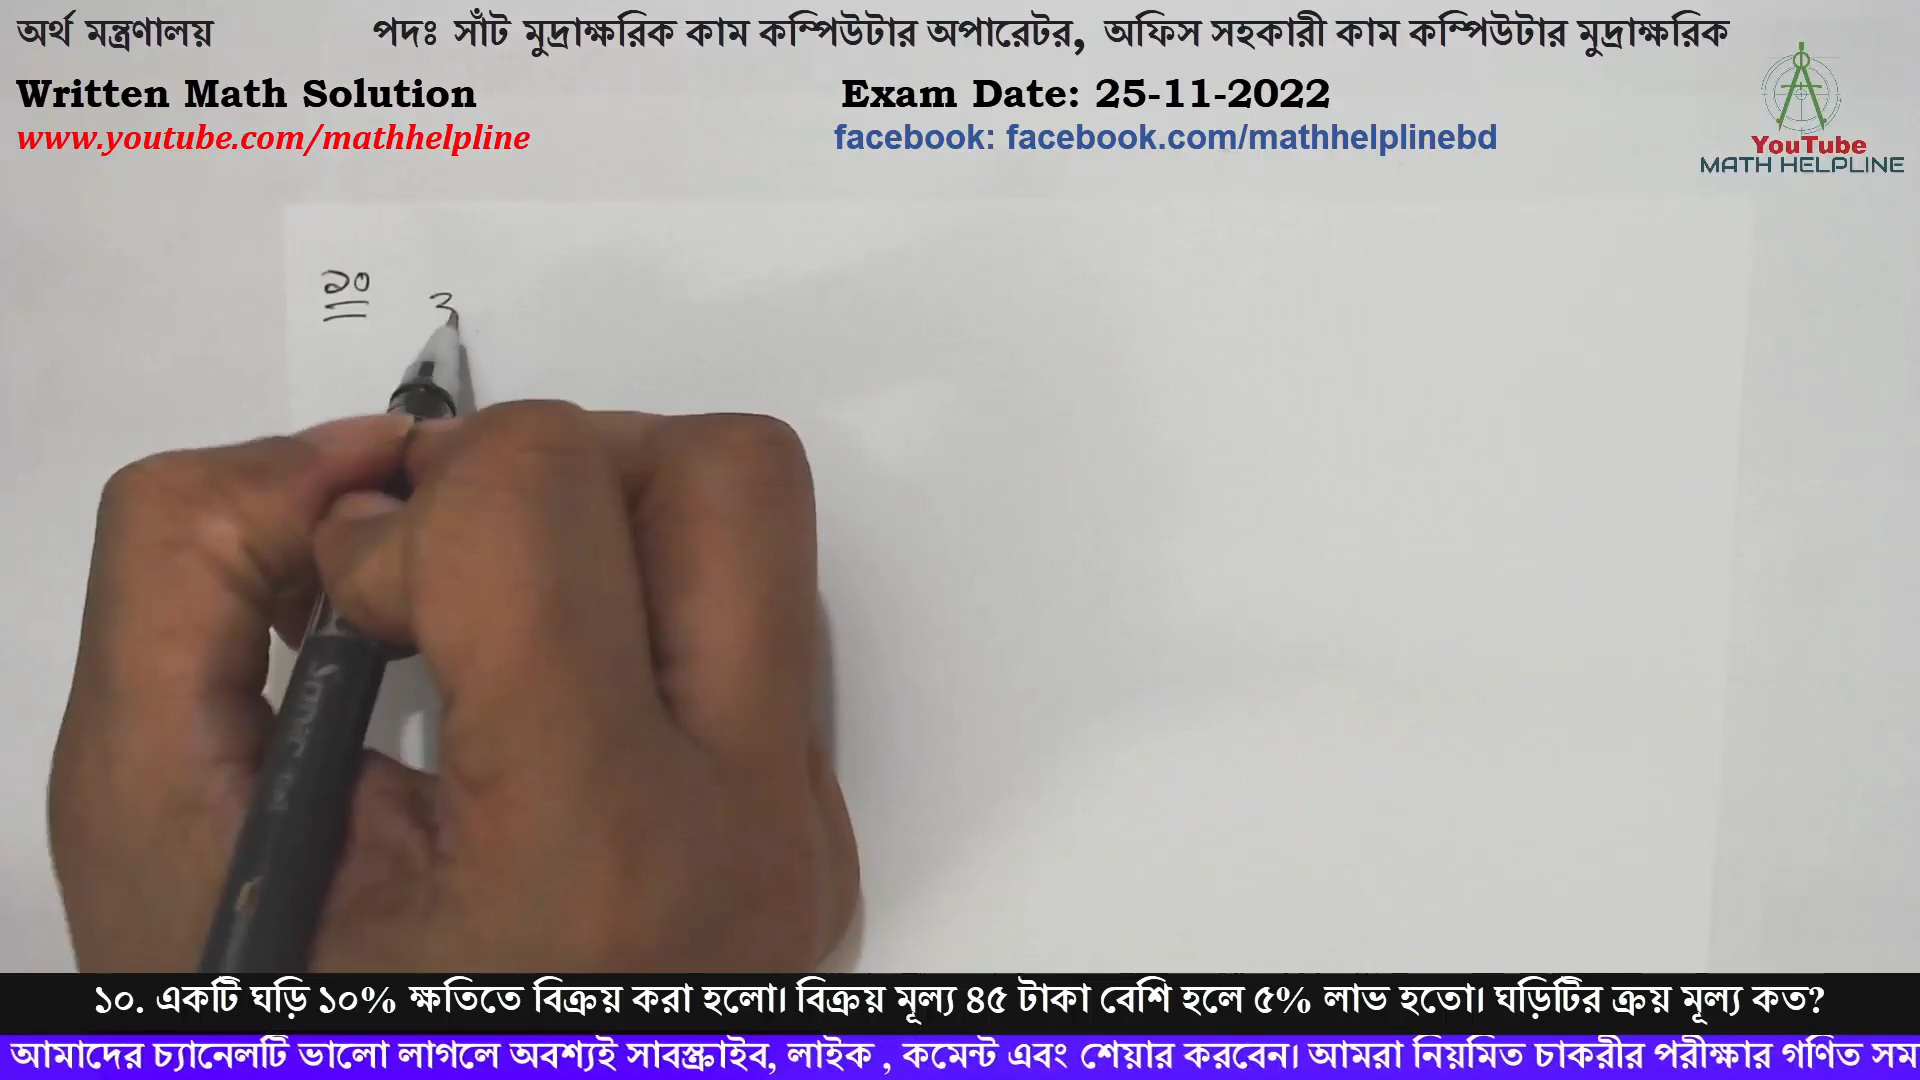 অর্থ মন্ত্রণালয় পদঃ সাঁট মুদ্রাক্ষরিক কাম কম্পিউটার অপারেটর, অফিস সহকারী কাম কম্পিউটার মুদ্রাক্ষরিক
Written Math Solution Exam Date: 25-11-2022
www.youtube.com/mathhelpline facebook: facebook.com/mathhelplinebd
YouTube
MATH HELPLINE
১০
১০. একটি ঘড়ি ১০% ক্ষতিতে বিক্রয় করা হলো। বিক্রয় মূল্য ৪৫ টাকা বেশি হলে ৫% লাভ হতো। ঘড়িটির ক্রয় মূল্য কত?
আমাদের চ্যানেলটি ভালো লাগলে অবশ্যই সাবস্ক্রাইব, লাইক , কমেন্ট এবং শেয়ার করবেন। আমরা নিয়মিত চাকরীর পরীক্ষার গণিত সম